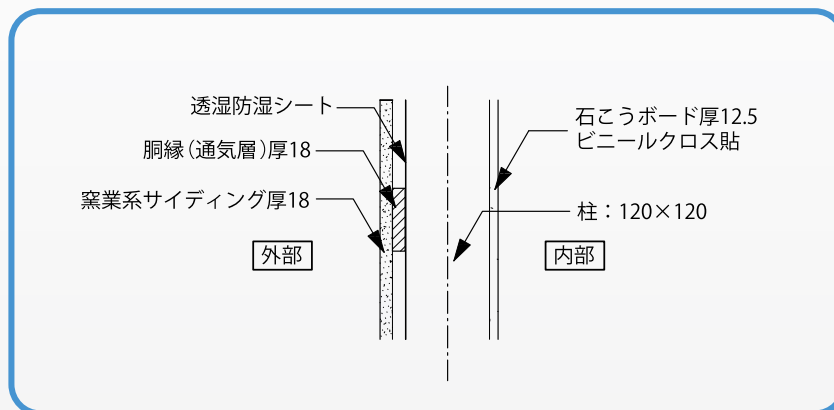 透湿防湿シート
胴縁（通気層）厚18
窯業系サイディング厚18
外部
石こうボード厚12.5
ビニールクロス貼
柱：120×120
内部